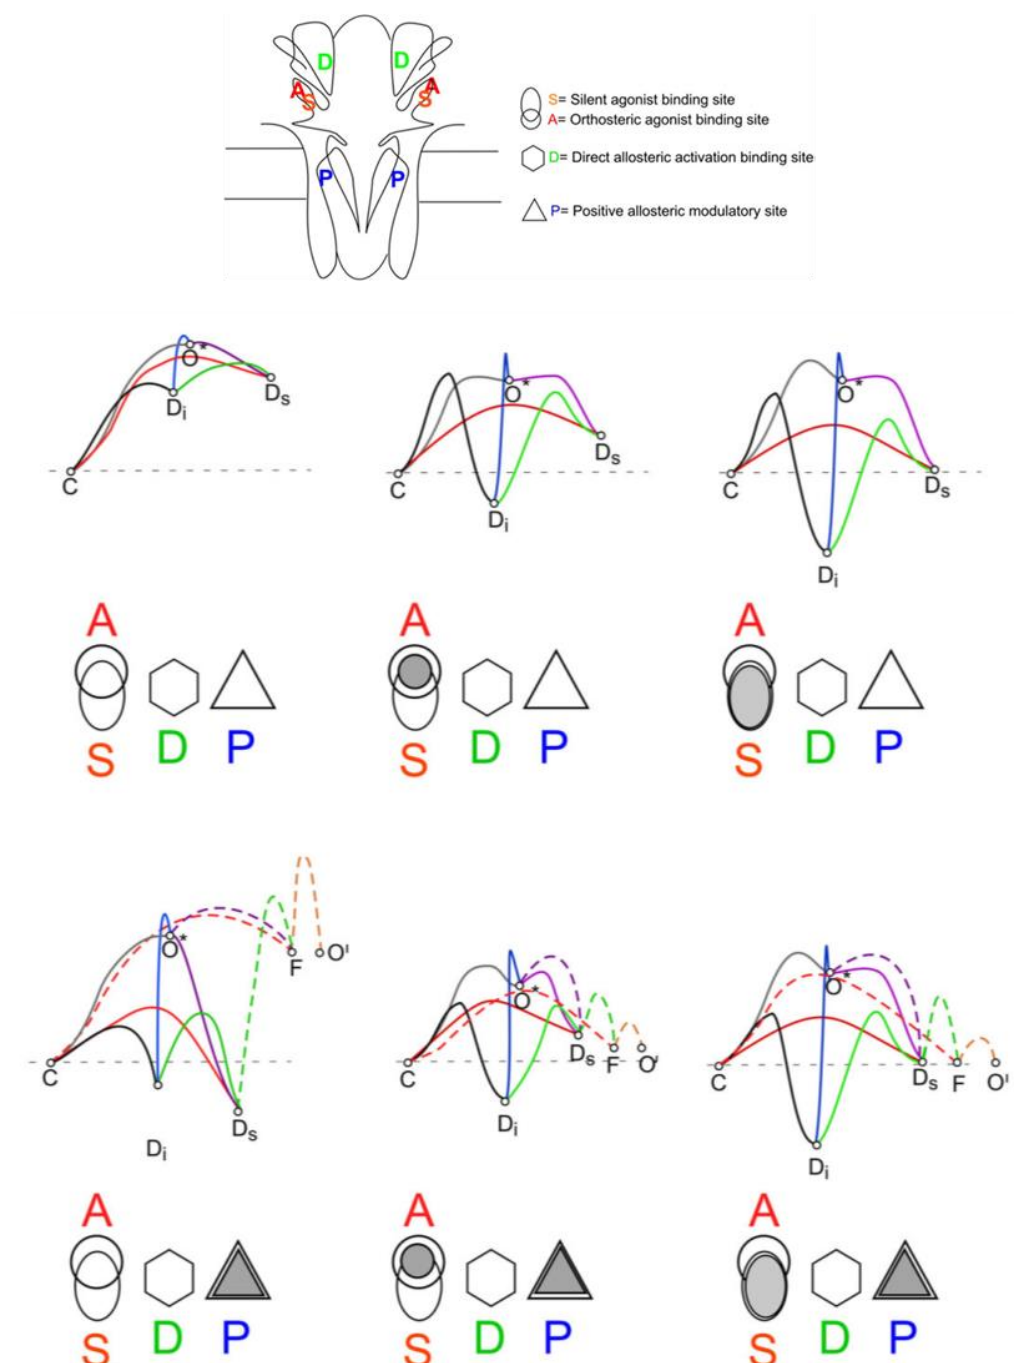 D D
A A
S S
P P
S= Silent agonist binding site
A= Orthosteric agonist binding site
D= Direct allosteric activation binding site
P= Positive allosteric modulatory site
O*
Di
Ds
C
O*
Ds
C
Di
O*
C
Ds
Di
A A A
S D P S D P S D P
O*
F O'
C
Ds
Di
O*
Ds F O'
C
Di
O*
C
Ds F O'
Di
A A A
S D P S D P S D P